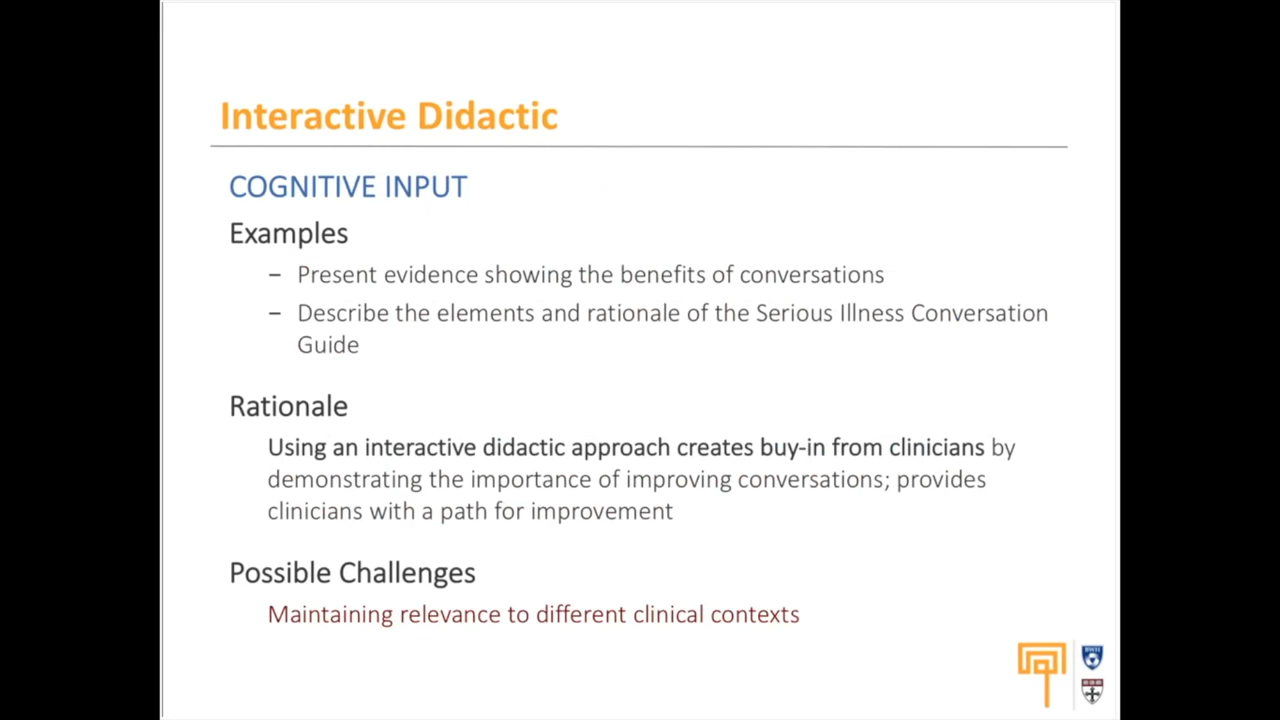 Interactive Didactic
COGNITIVE INPUT
Examples
– Present evidence showing the benefits of conversations
– Describe the elements and rationale of the Serious Illness Conversation
Guide
Rationale
Using an interactive didactic approach creates buy-in from clinicians by
demonstrating the importance of improving conversations; provides
clinicians with a path for improvement
Possible Challenges
Maintaining relevance to different clinical contexts
BWH